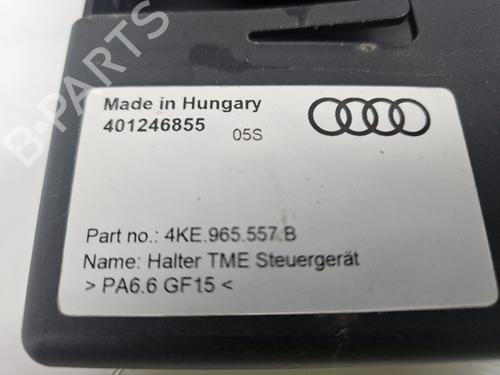 B-PARTS
Made in Hungary
401246855
05S
Part no.: 4KE.965.557.B
Name: Halter TME Steuergerät
> PA6.6 GF15 <